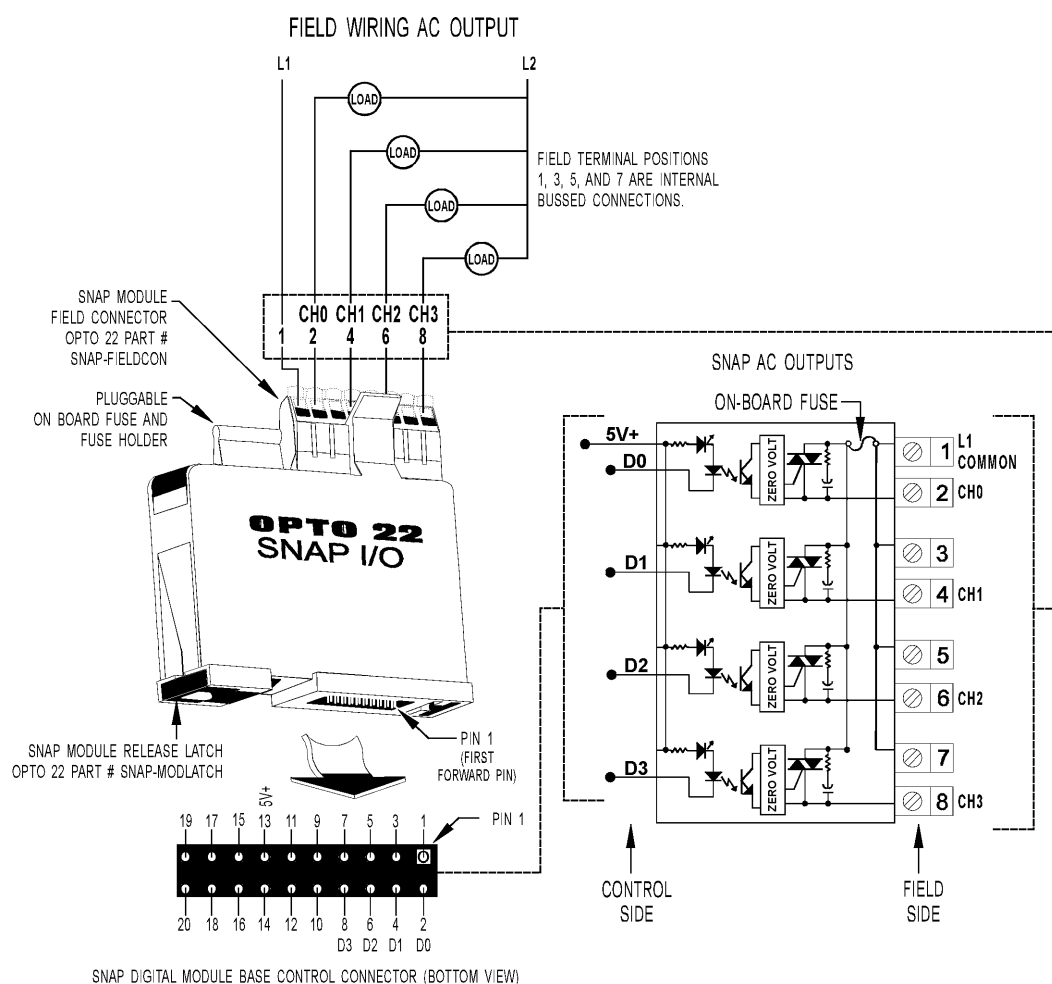 FIELD WIRING AC OUTPUT
L1
L2
LOAD
LOAD
LOAD
LOAD
FIELD TERMINAL POSITIONS
1, 3, 5, AND 7 ARE INTERNAL
BUSSED CONNECTIONS.
SNAP MODULE
FIELD CONNECTOR
OPTO 22 PART #
SNAP-FIELDCON
CH0 CH1 CH2 CH3
1 2 4 6 8
PLUGGABLE
ON BOARD FUSE AND
FUSE HOLDER
OPTO 22
SNAP I/O
SNAP MODULE RELEASE LATCH
OPTO 22 PART # SNAP-MODLATCH
PIN 1
(FIRST
FORWARD PIN)
5V+
19 17 15 13 11 9 7 5 3 1
PIN 1
20 18 16 14 12 10 8 6 4 2
D3 D2 D1 D0
SNAP DIGITAL MODULE BASE CONTROL CONNECTOR (BOTTOM VIEW)
SNAP AC OUTPUTS
ON-BOARD FUSE
5V+
D0
ZERO VOLT
1 L1
COMMON
2 CH0
D1
ZERO VOLT
3
4 CH1
D2
ZERO VOLT
5
6 CH2
D3
ZERO VOLT
7
8 CH3
CONTROL
SIDE
FIELD
SIDE